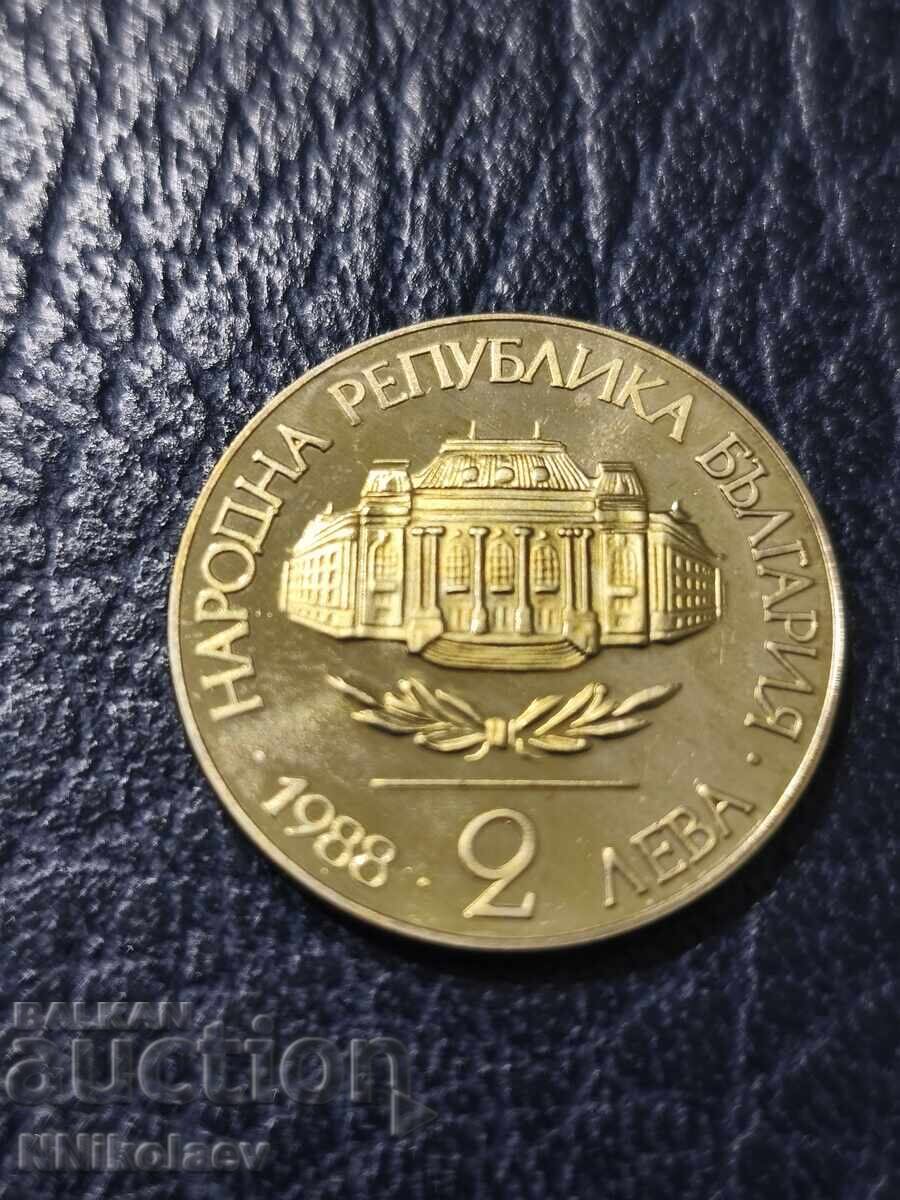 НАРОДНА РЕПУБЛИКА БЪЛГАРИЯ
· 1988 · 2 ЛЕВА ·
BALKAN
auction
NNikolaev